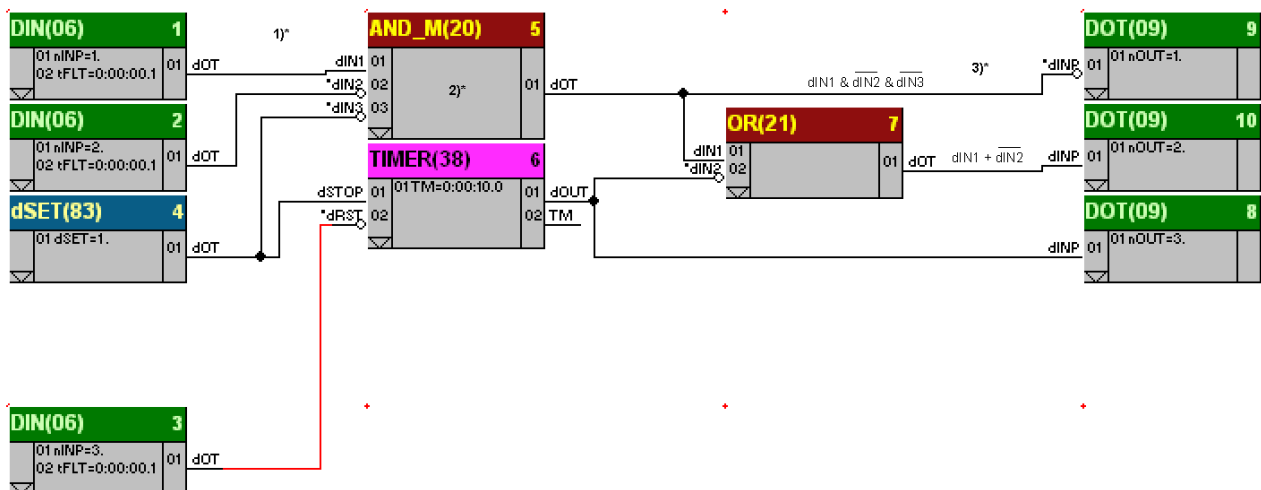 DIN(06) 1
01 nINP=1.
02 tFLT=0:00:00.1
01 dOT
1)*
AND_M(20) 5
dIN1 01
*dIN2 02
*dIN3 03
2)*
01 dOT
dIN1 & dIN2 & dIN3
3)*
DOT(09) 9
*dINP 01
01 nOUT=1.
DIN(06) 2
01 nINP=2.
02 tFLT=0:00:00.1
01 dOT
OR(21) 7
dIN1 01
*dIN2 02
01 dOT
dIN1 + dIN2
DOT(09) 10
dINP 01
01 nOUT=2.
TIMER(38) 6
dSTOP 01
*dRST 02
01 TM=0:00:10.0
01 dOUT
02 TM
dSET(83) 4
01 dSET=1.
01 dOT
DOT(09) 8
dINP 01
01 nOUT=3.
DIN(06) 3
01 nINP=3.
02 tFLT=0:00:00.1
01 dOT